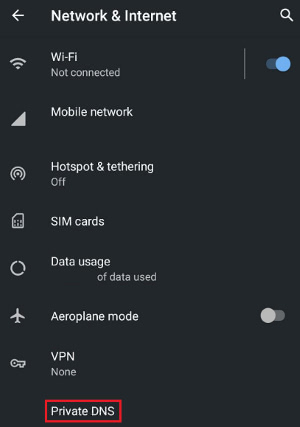 Network & Internet
Wi-Fi
Not connected
Mobile network
Hotspot & tethering
Off
SIM cards
Data usage
of data used
Aeroplane mode
VPN
None
Private DNS